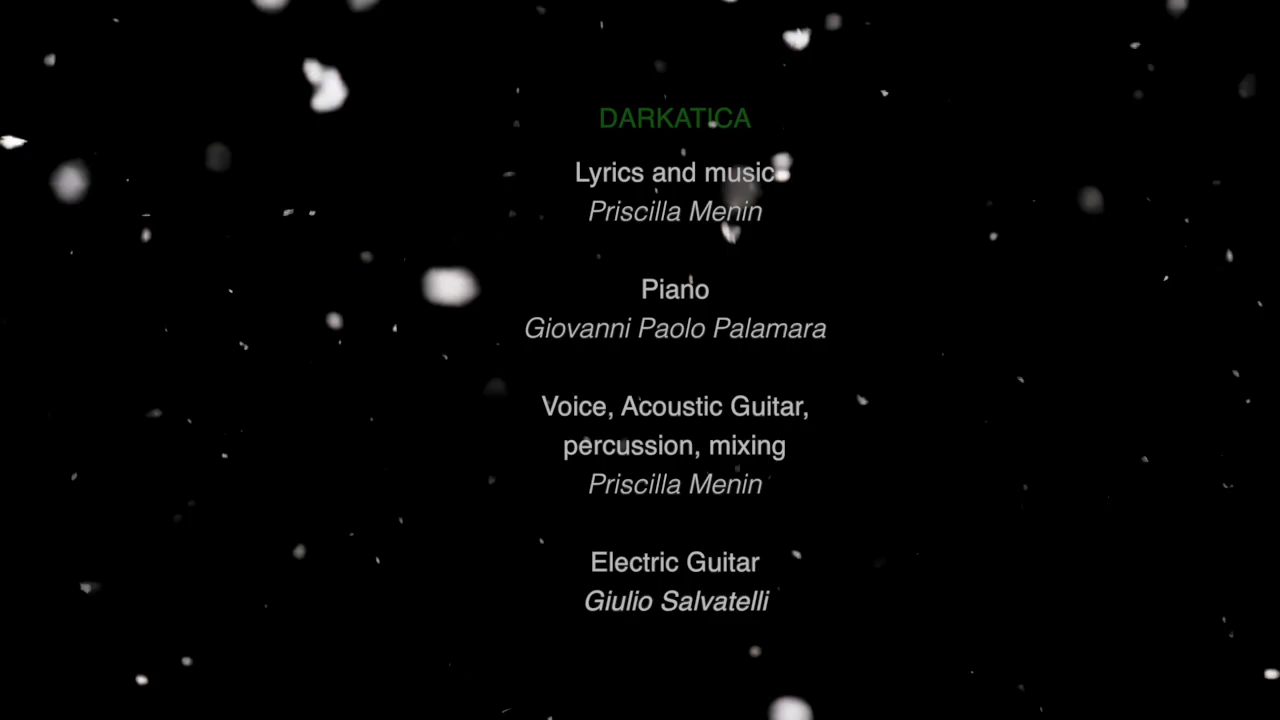 DARKATICA
Lyrics and music
Priscilla Menin
Piano
Giovanni Paolo Palamara
Voice, Acoustic Guitar,
percussion, mixing
Priscilla Menin
Electric Guitar
Giulio Salvatelli